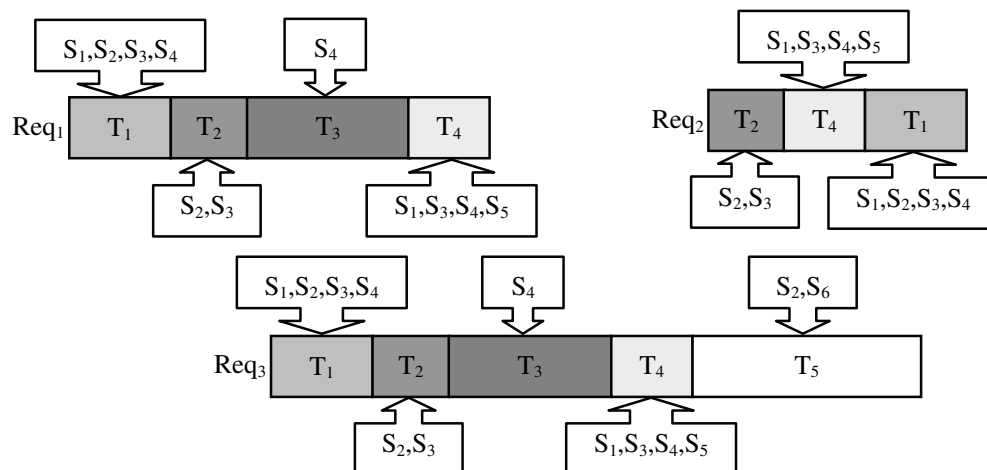 S₁,S₂,S₃,S₄
S₄
Req₁ T₁ T₂ T₃ T₄
S₂,S₃
S₁,S₃,S₄,S₅
S₁,S₃,S₄,S₅
Req₂ T₂ T₄ T₁
S₂,S₃
S₁,S₂,S₃,S₄
S₁,S₂,S₃,S₄
S₄
S₂,S₆
Req₃ T₁ T₂ T₃ T₄ T₅
S₂,S₃
S₁,S₃,S₄,S₅